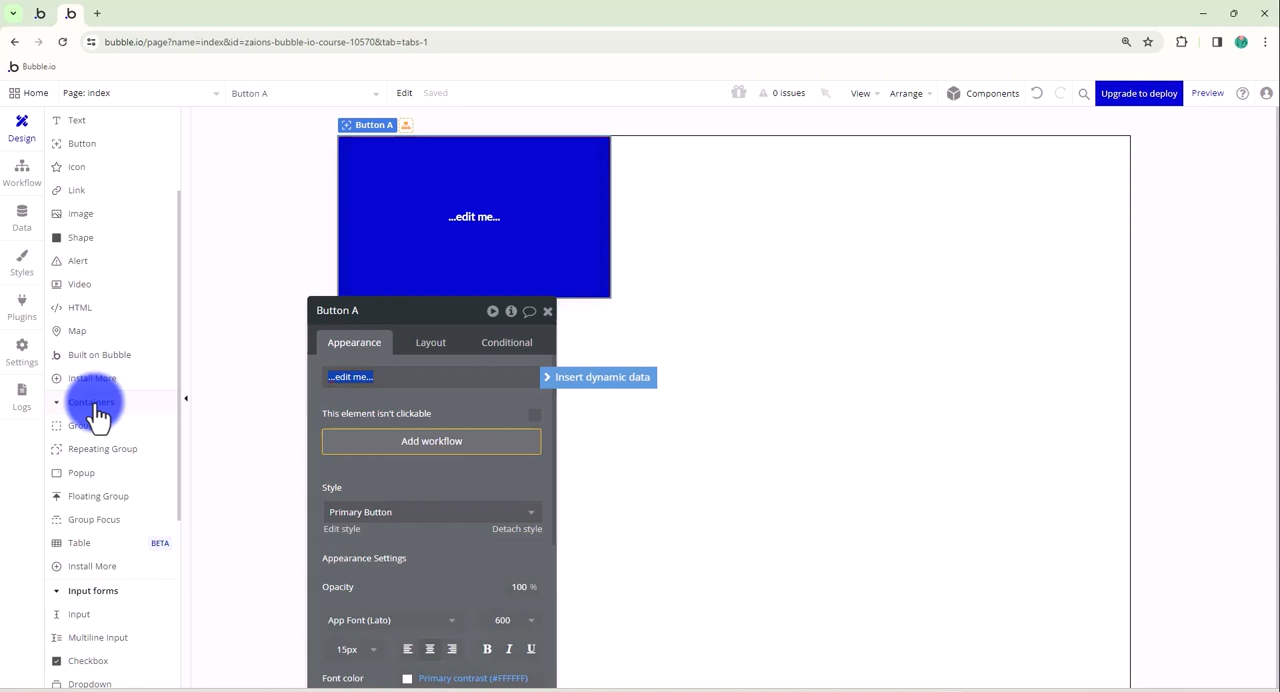 bubble.io/page?name=index&id=zaions-bubble-io-course-10570&tab=tabs-1
Bubble.io
Home Page: index Button A Edit Saved 0 issues View Arrange Components Upgrade to deploy Preview
Design
Workflow
Data
Styles
Plugins
Settings
Logs
Text
Button
Icon
Link
Image
Shape
Alert
Video
HTML
Map
Built on Bubble
Install More
Containers
Repeating Group
Popup
Floating Group
Group Focus
Table BETA
Install More
Input forms
Input
Multiline Input
Checkbox
Dropdown
Button A
...edit me...
Button A
Appearance Layout Conditional
...edit me... Insert dynamic data
This element isn't clickable
Add workflow
Style
Primary Button
Edit style Detach style
Appearance Settings
Opacity 100 %
App Font (Lato) 600
15px B I U
Font color Primary contrast (#FFFFFF)